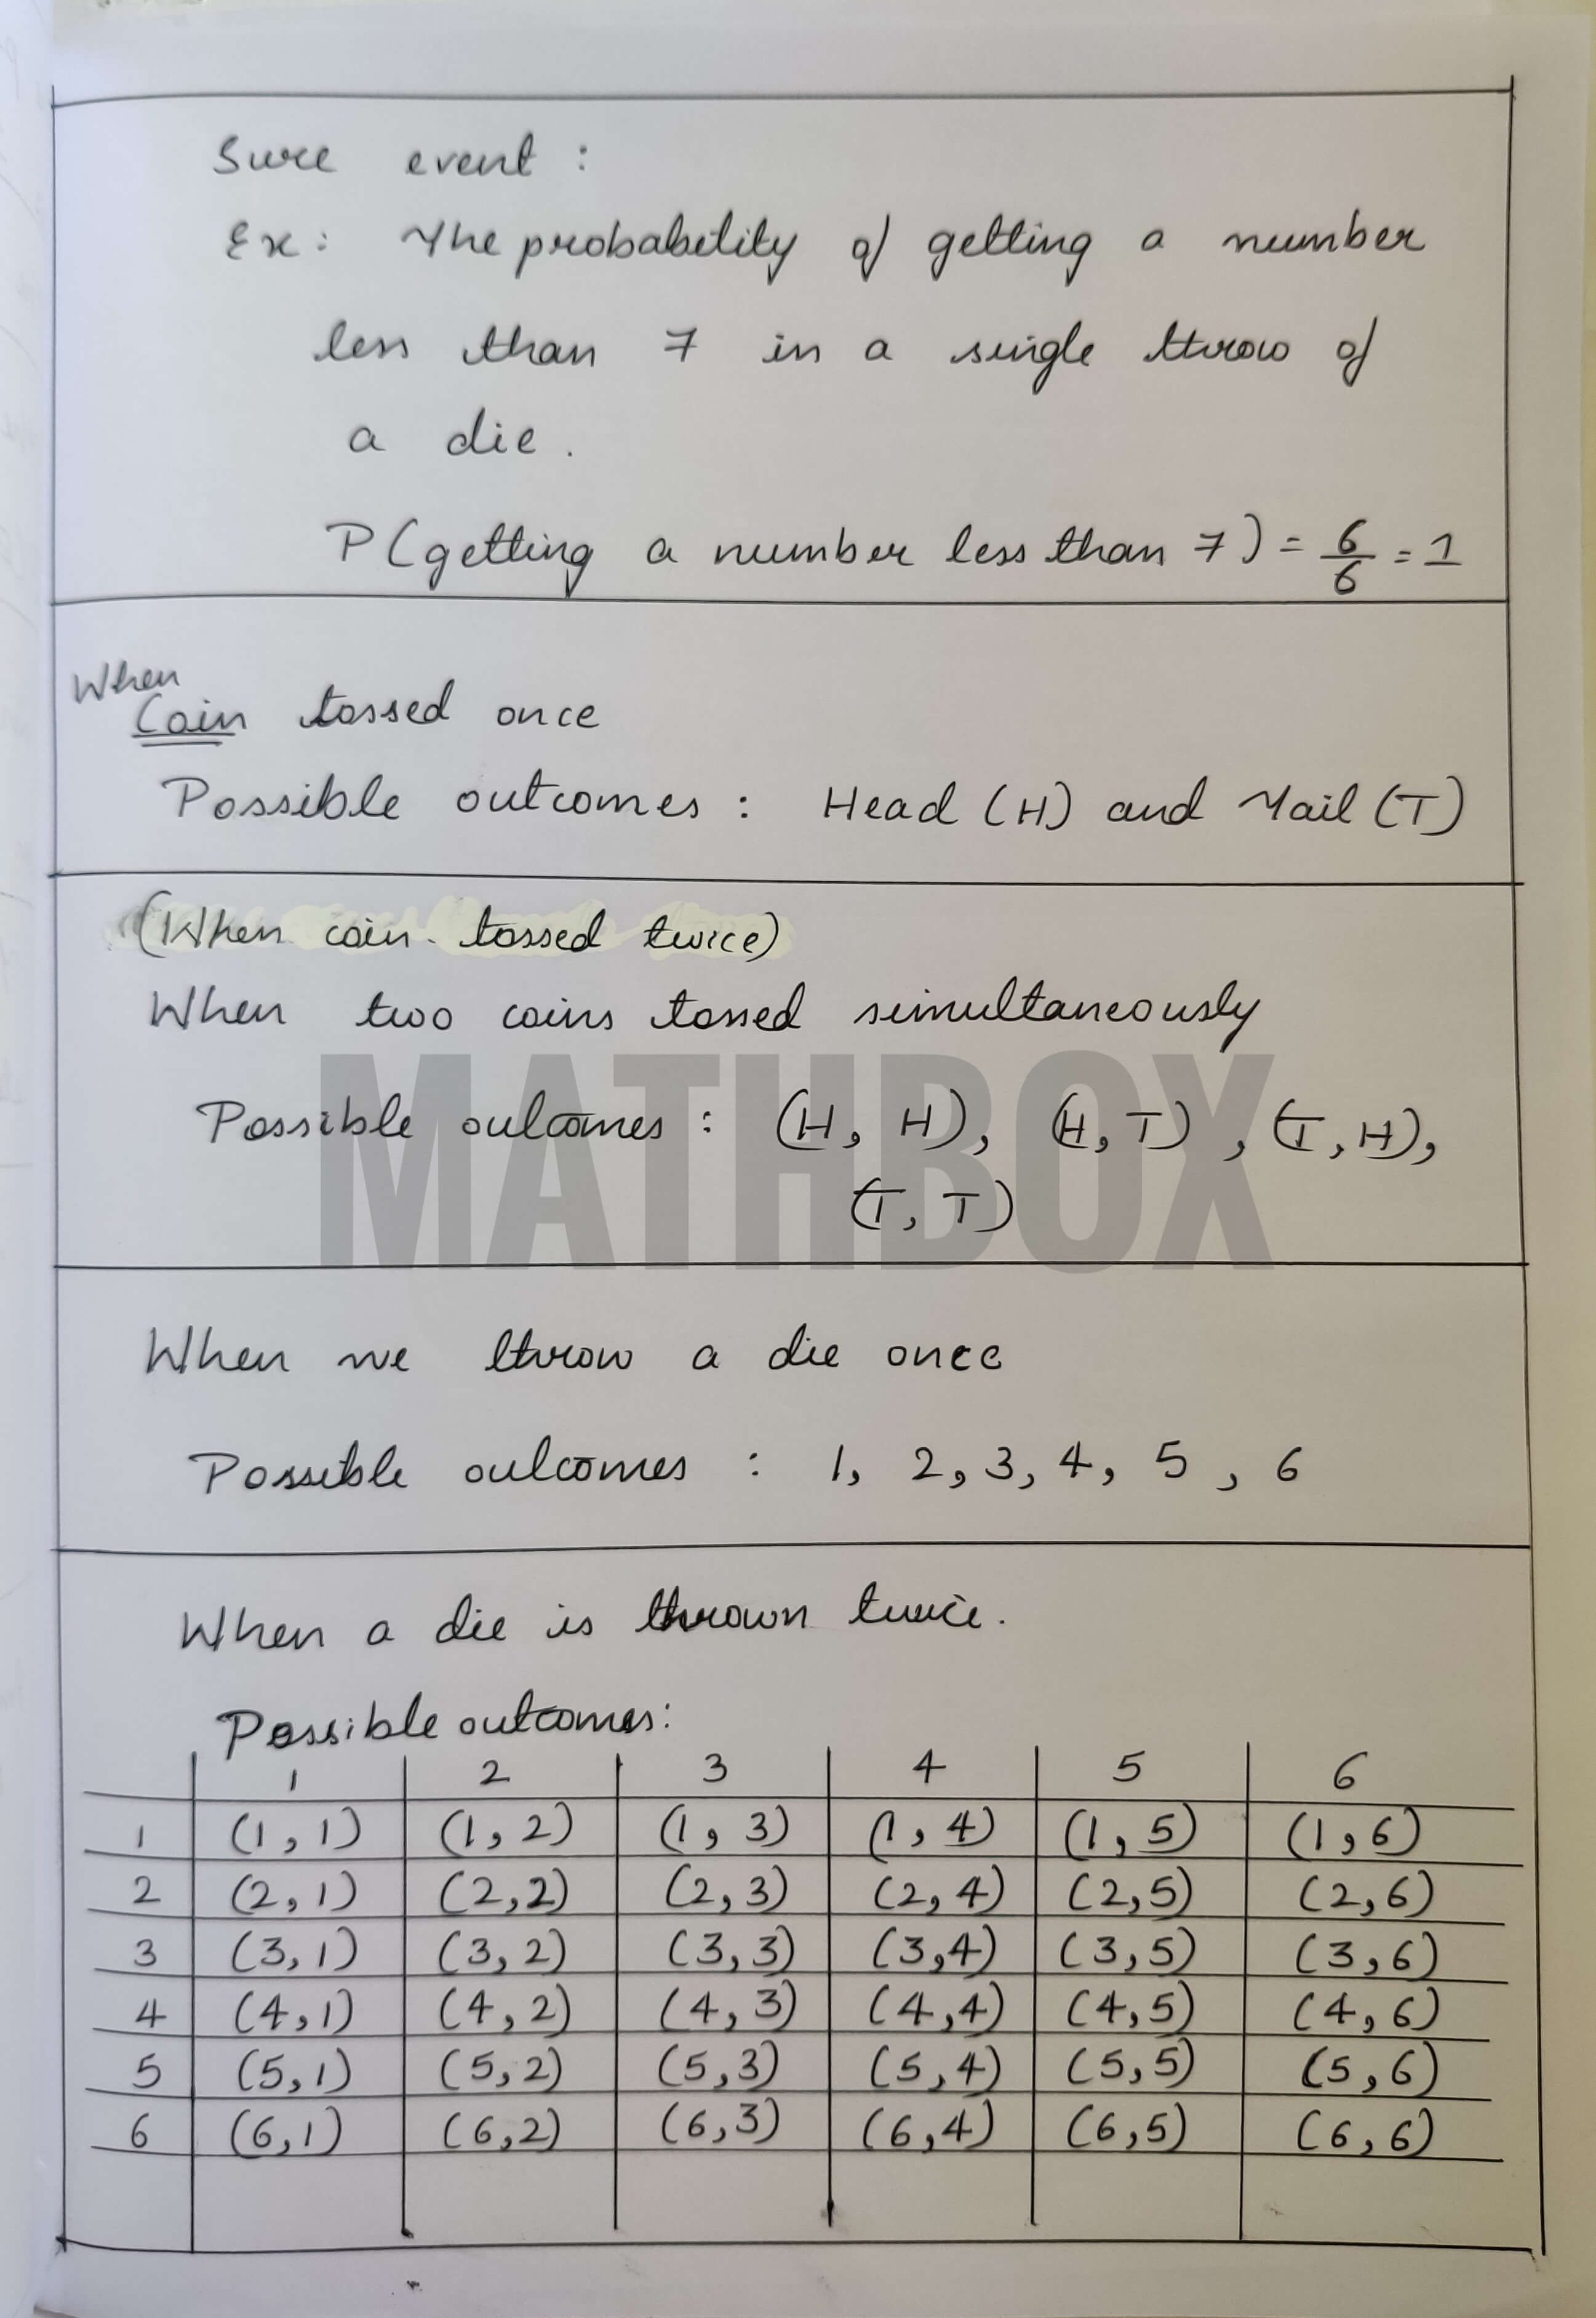 Sure event :
Ex : The probability of getting a number
less than 7 in a single throw of
a die .
P (getting a number less than 7) = 6/6 = 1
When
Coin tossed once
Possible outcomes : Head (H) and Tail (T)
(When coin tossed twice)
When two coins tossed simultaneously
MATHBOX
Possible outcomes : (H, H), (H, T) , (T, H),
(T, T)
When we throw a die once
Possible outcomes : 1, 2, 3, 4, 5 , 6
When a die is thrown twice.
Possible outcomes:
1 2 3 4 5 6
1 (1, 1) (1, 2) (1, 3) (1, 4) (1, 5) (1, 6)
2 (2, 1) (2, 2) (2, 3) (2, 4) (2, 5) (2, 6)
3 (3, 1) (3, 2) (3, 3) (3, 4) (3, 5) (3, 6)
4 (4, 1) (4, 2) (4, 3) (4, 4) (4, 5) (4, 6)
5 (5, 1) (5, 2) (5, 3) (5, 4) (5, 5) (5, 6)
6 (6, 1) (6, 2) (6, 3) (6, 4) (6, 5) (6, 6)